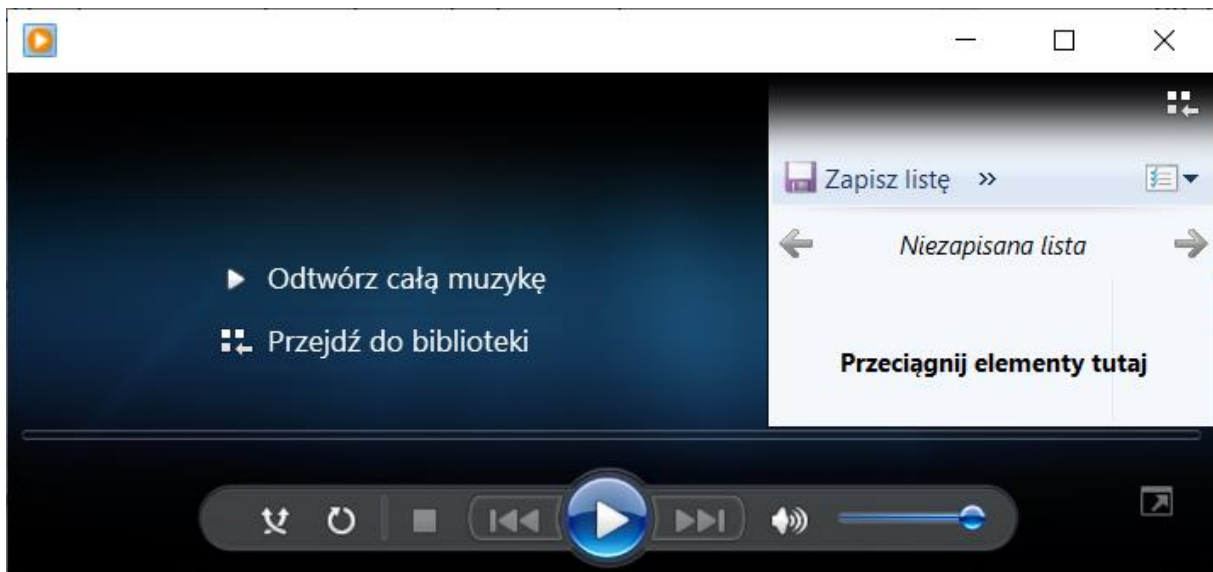 Zapisz listę »
Niezapisana lista
Odtwórz całą muzykę
Przejdź do biblioteki
Przeciągnij elementy tutaj